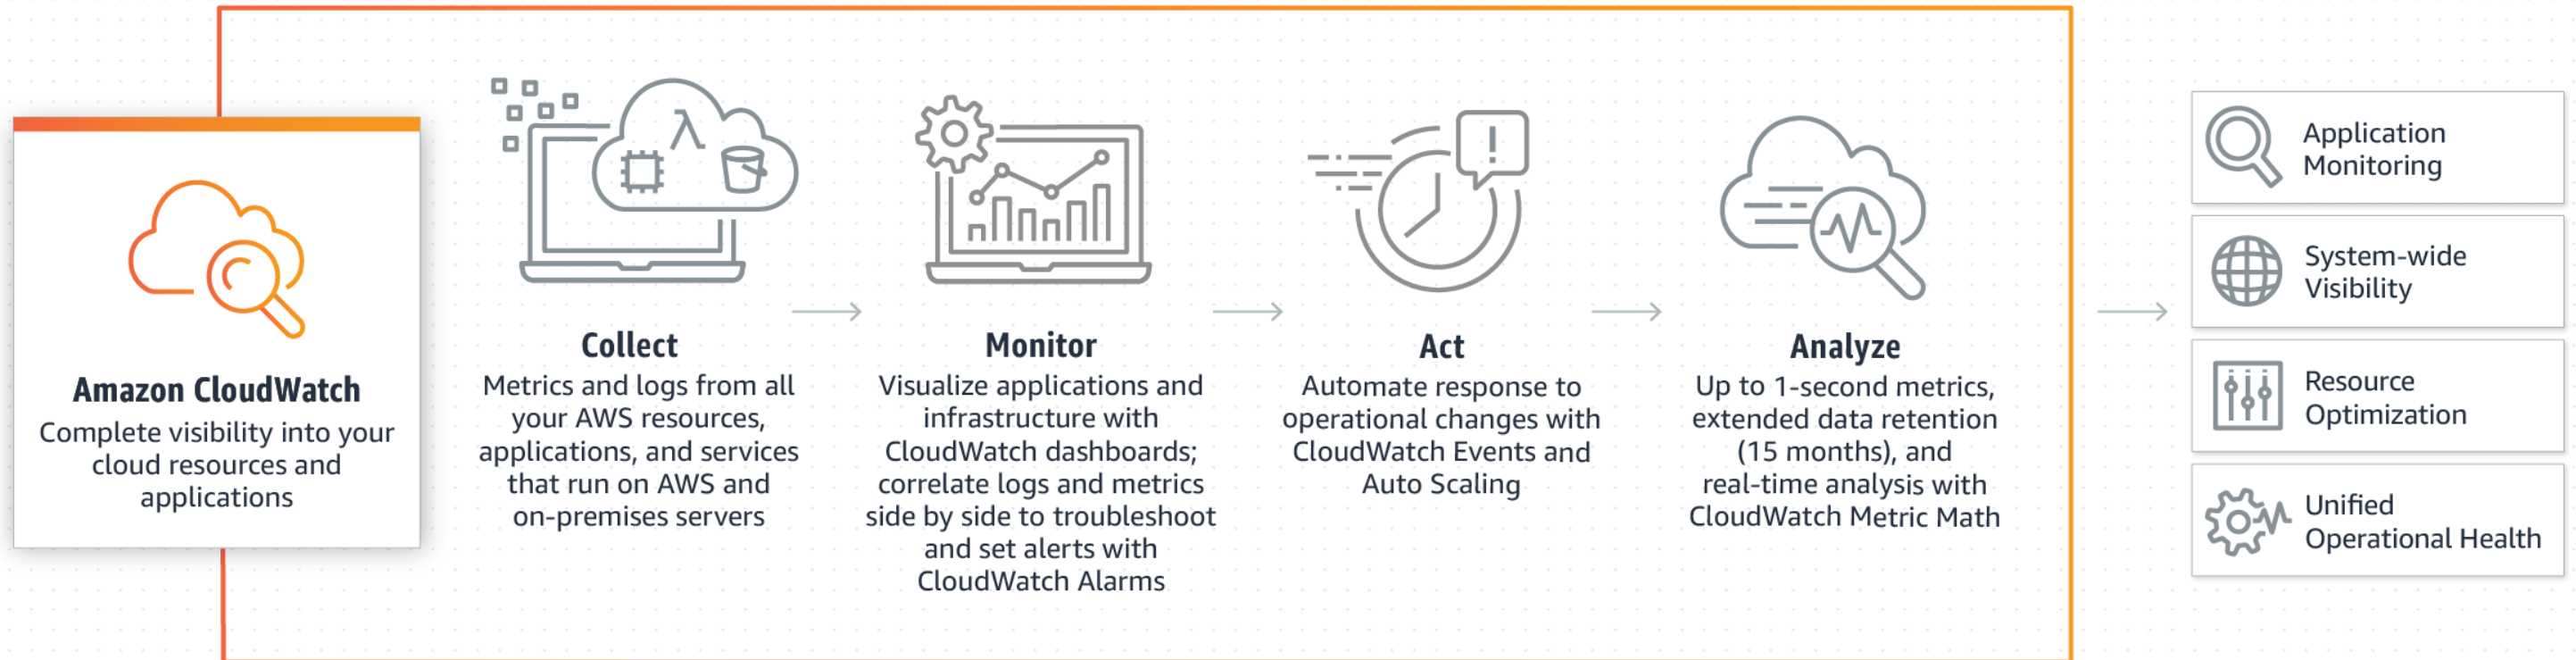 Amazon CloudWatch
Complete visibility into your
cloud resources and
applications
Collect
Metrics and logs from all
your AWS resources,
applications, and services
that run on AWS and
on-premises servers
Monitor
Visualize applications and
infrastructure with
CloudWatch dashboards;
correlate logs and metrics
side by side to troubleshoot
and set alerts with
CloudWatch Alarms
Act
Automate response to
operational changes with
CloudWatch Events and
Auto Scaling
Analyze
Up to 1-second metrics,
extended data retention
(15 months), and
real-time analysis with
CloudWatch Metric Math
Application
Monitoring
System-wide
Visibility
Resource
Optimization
Unified
Operational Health